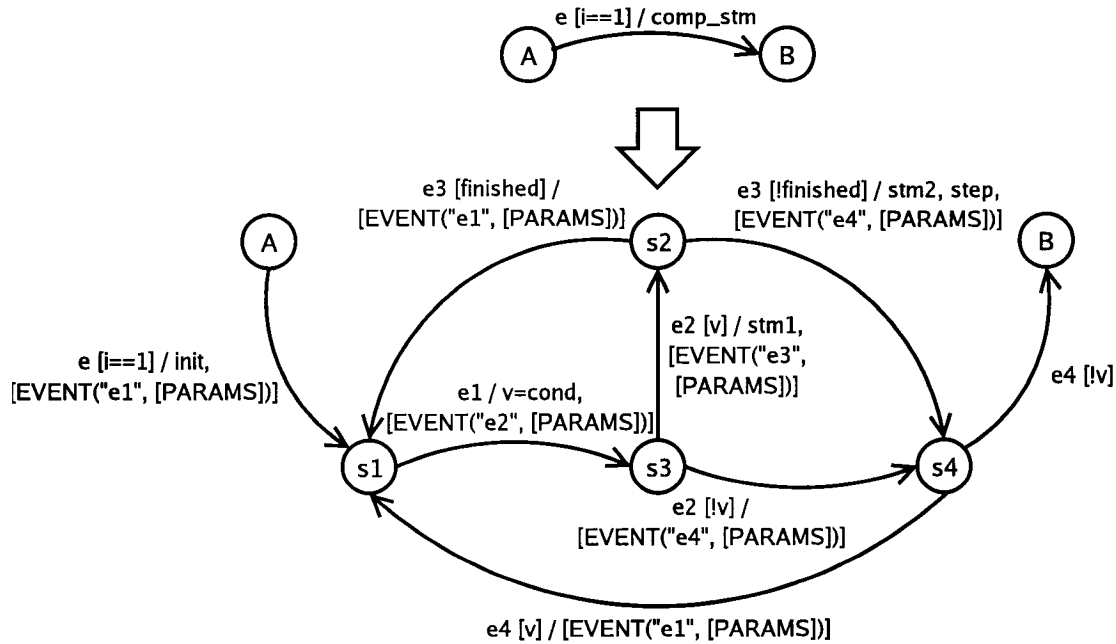 e [i==1] / comp_stm
A
B
e3 [finished] /
[EVENT("e1", [PARAMS])]
e3 [!finished] / stm2, step,
[EVENT("e4", [PARAMS])]
A
s2
B
e2 [v] / stm1,
[EVENT("e3",
[PARAMS])]
e [i==1] / init,
[EVENT("e1", [PARAMS])]
e1 / v=cond,
[EVENT("e2", [PARAMS])]
e4 [!v]
s1
s3
s4
e2 [!v] /
[EVENT("e4", [PARAMS])]
e4 [v] / [EVENT("e1", [PARAMS])]